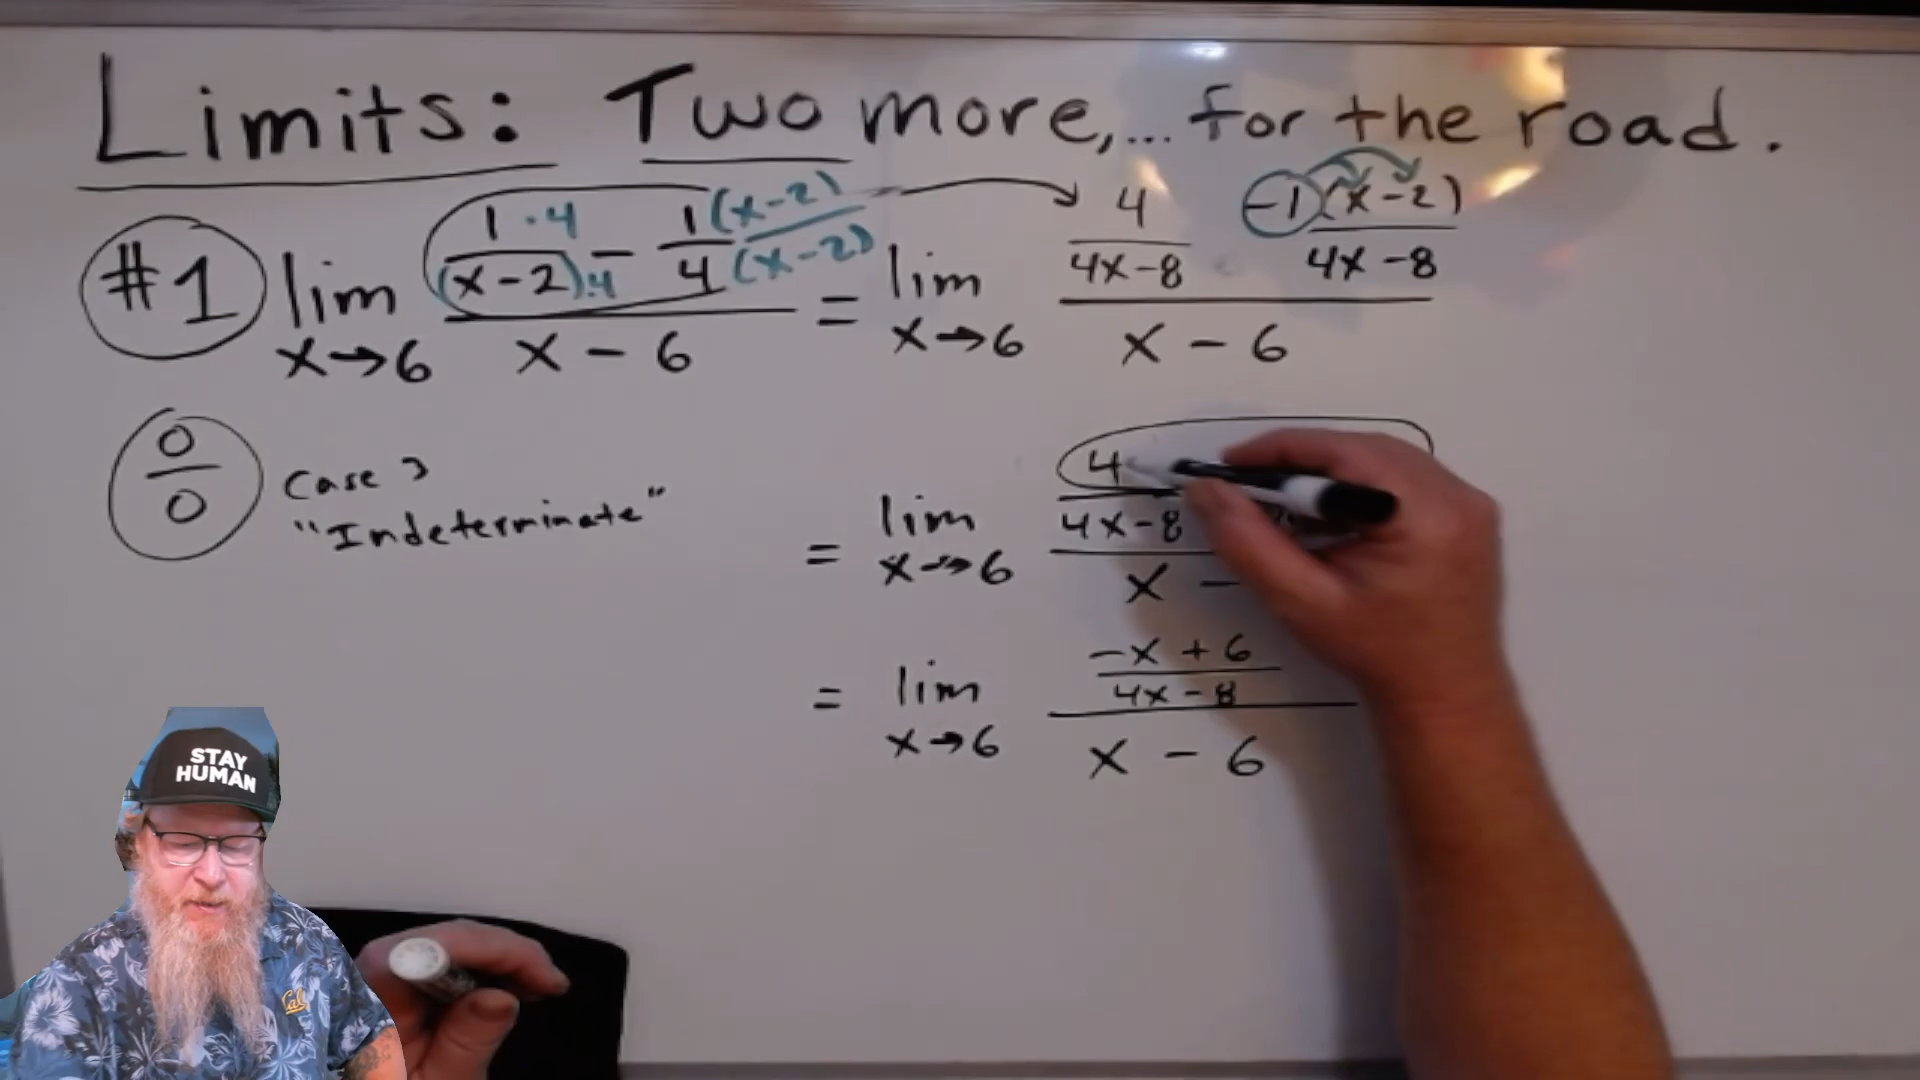 Limits: Two more,... for the road.
#1 lim x→6 (1·4/(x-2)·4 - 1(x-2)/4(x-2)) / (x - 6) = lim x→6 (4/(4x-8) -1(x-2)/(4x-8)) / (x - 6)
0/0 Case 3
"Indeterminate"
= lim x→6 4 / 4x-8 / x -
= lim x→6 ((-x + 6)/(4x-8)) / (x - 6)
STAY
HUMAN
Cal